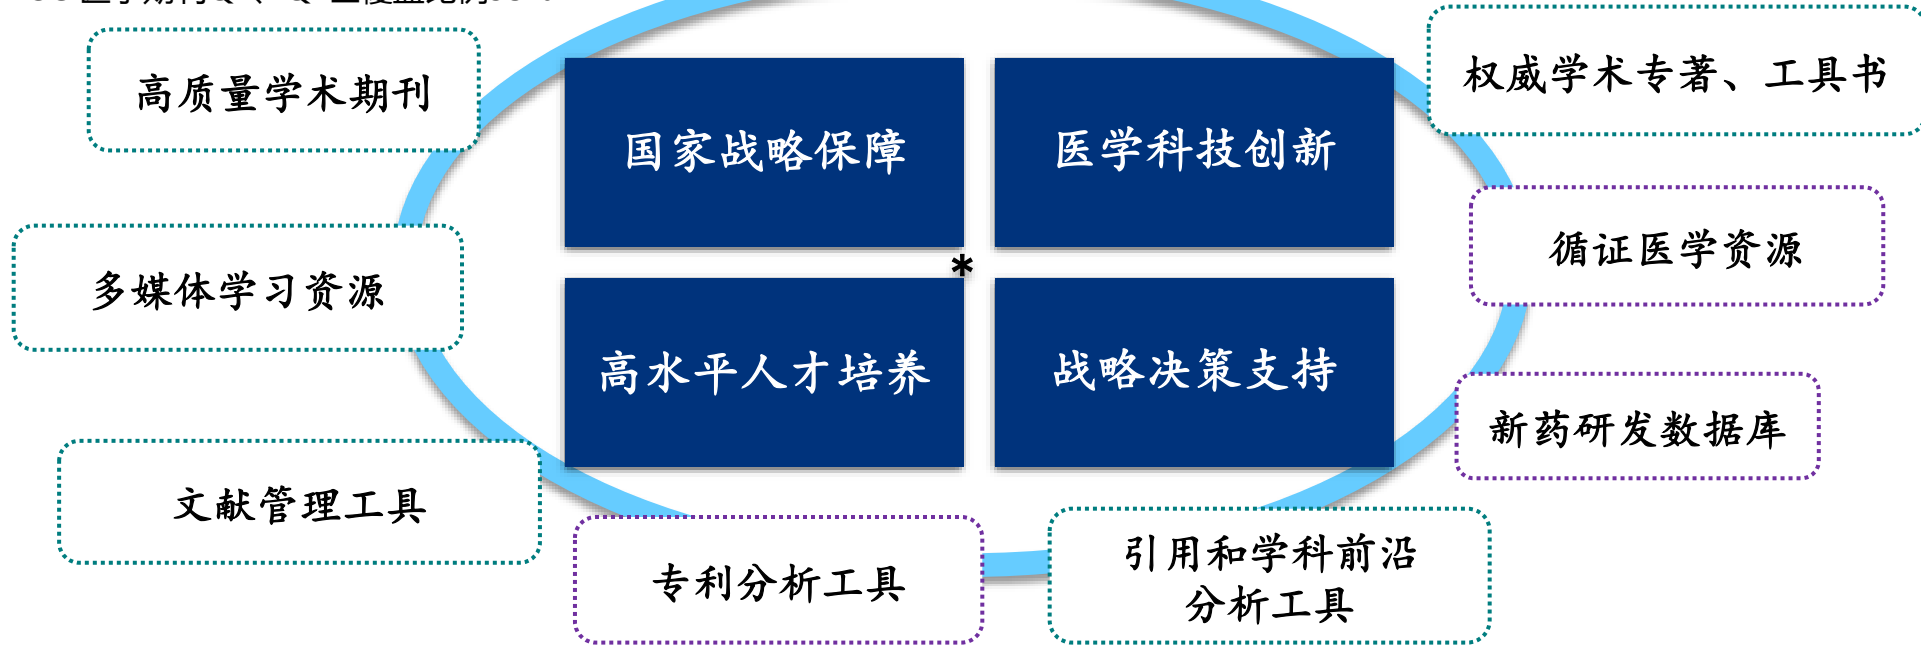 高质量学术期刊
权威学术专著、工具书
国家战略保障
医学科技创新
多媒体学习资源
循证医学资源
*
高水平人才培养
战略决策支持
新药研发数据库
文献管理工具
专利分析工具
引用和学科前沿
分析工具